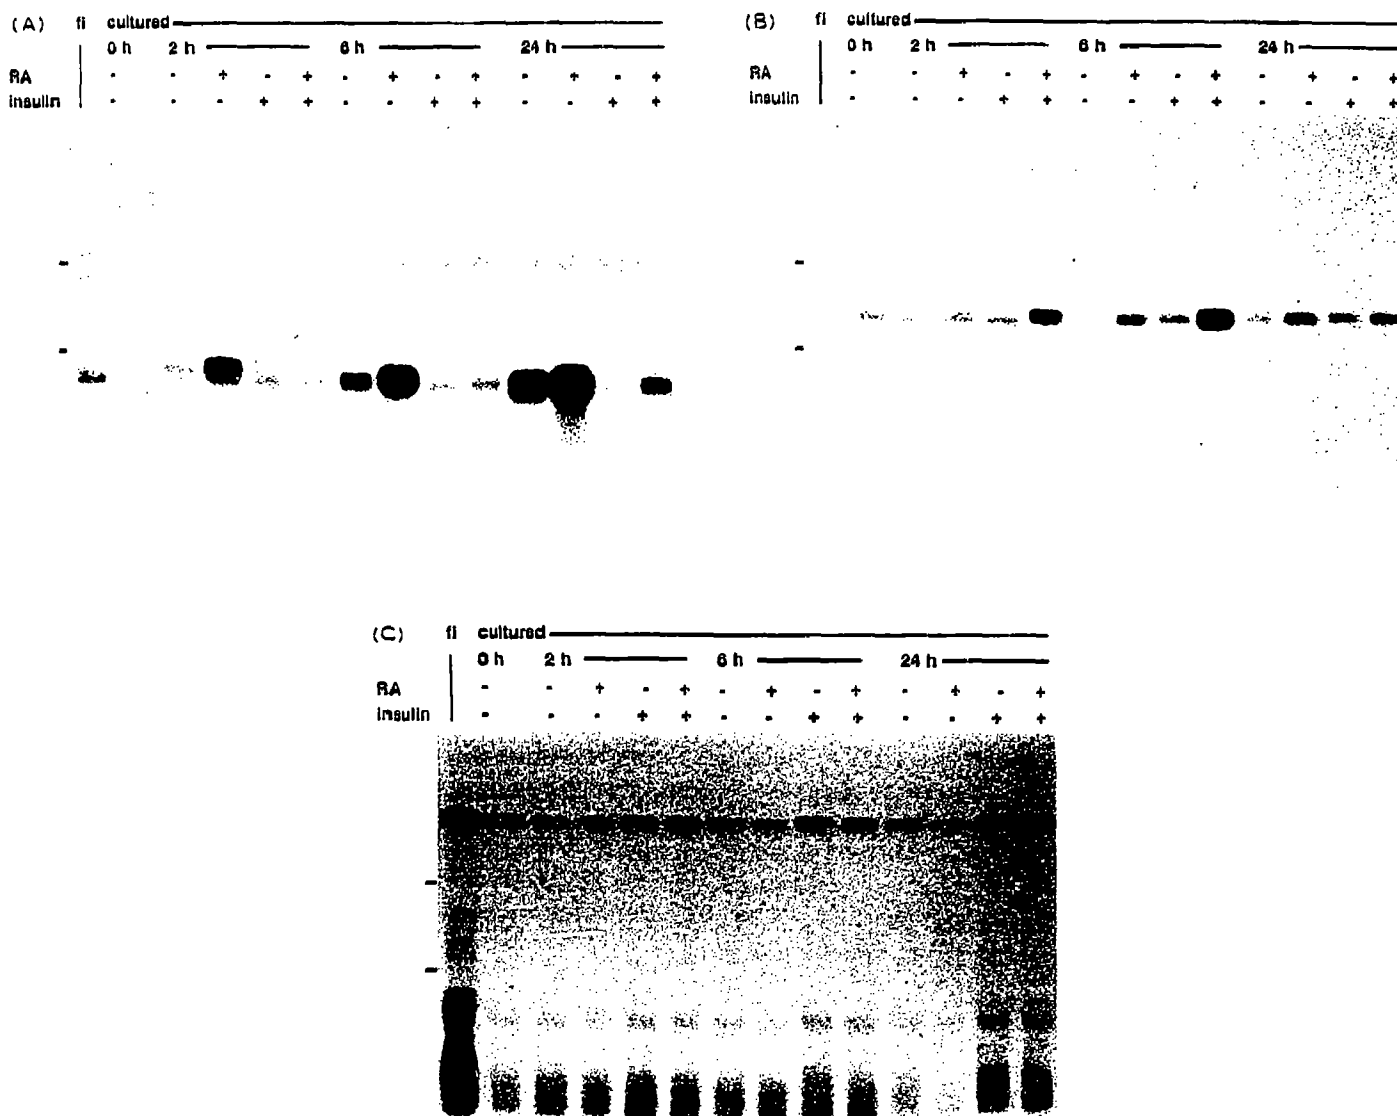 (A) fl cultured
0 h 2 h 6 h 24 h
RA - - + - + - + - + - + - +
insulin - - - + + - - + + - - + +
(B) fl cultured
0 h 2 h 6 h 24 h
RA - - + - + - + - + - + - +
insulin - - - + + - - + + - - + +
(C) fl cultured
0 h 2 h 6 h 24 h
RA - - + - + - + - + - + - +
insulin - - - + + - - + + - - + +